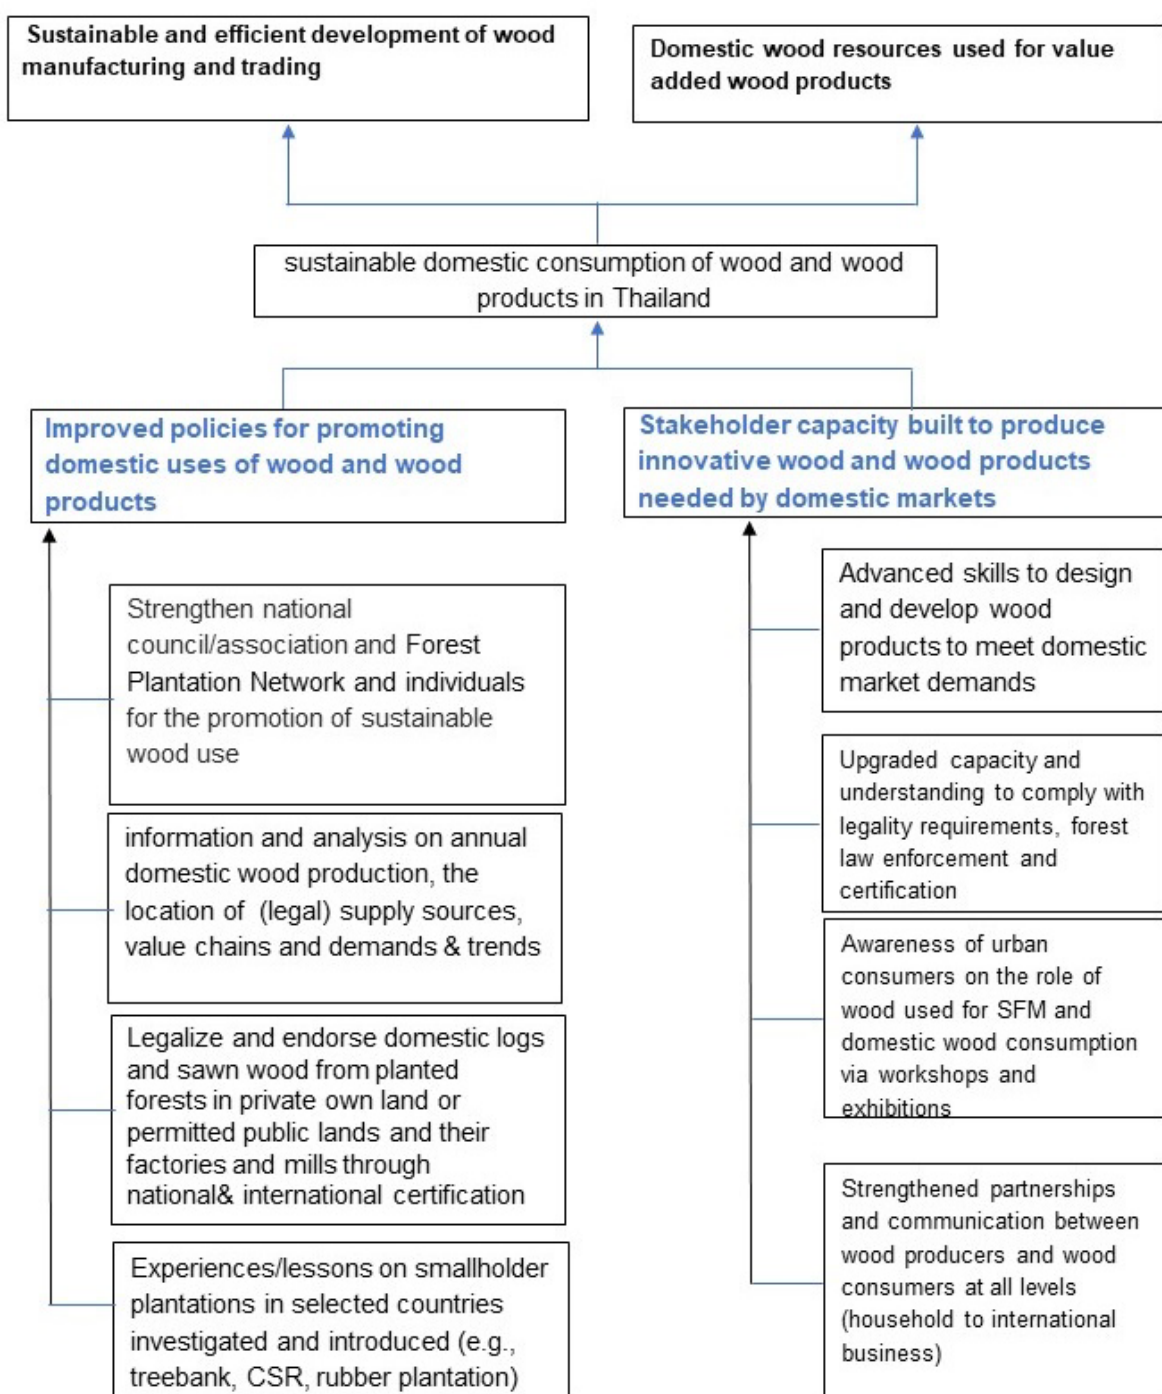 Sustainable and efficient development of wood
manufacturing and trading
Domestic wood resources used for value
added wood products
sustainable domestic consumption of wood and wood
products in Thailand
Improved policies for promoting
domestic uses of wood and wood
products
Stakeholder capacity built to produce
innovative wood and wood products
needed by domestic markets
Strengthen national
council/association and Forest
Plantation Network and individuals
for the promotion of sustainable
wood use
information and analysis on annual
domestic wood production, the
location of (legal) supply sources,
value chains and demands & trends
Legalize and endorse domestic logs
and sawn wood from planted
forests in private own land or
permitted public lands and their
factories and mills through
national& international certification
Experiences/lessons on smallholder
plantations in selected countries
investigated and introduced (e.g.,
treebank, CSR, rubber plantation)
Advanced skills to design
and develop wood
products to meet domestic
market demands
Upgraded capacity and
understanding to comply with
legality requirements, forest
law enforcement and
certification
Awareness of urban
consumers on the role of
wood used for SFM and
domestic wood consumption
via workshops and
exhibitions
Strengthened partnerships
and communication between
wood producers and wood
consumers at all levels
(household to international
business)